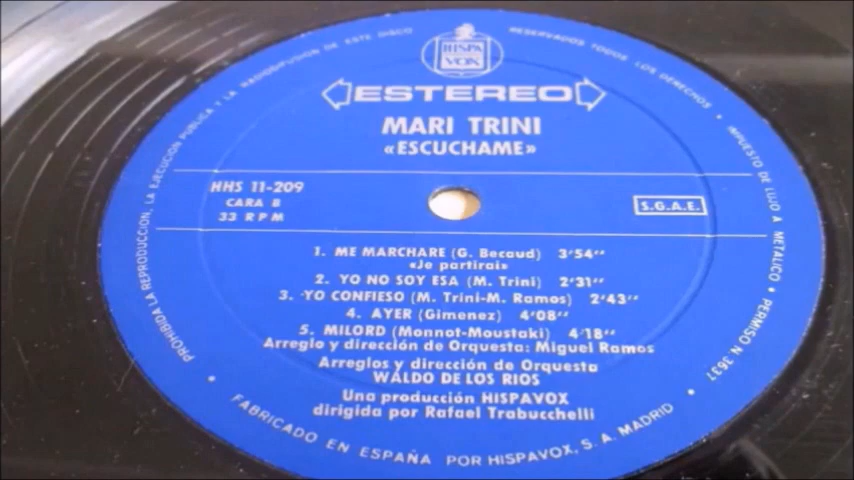 PROHIBIDA LA REPRODUCCION, LA EJECUCION PUBLICA Y LA RADIODIFUSION DE ESTE DISCO
RESERVADOS TODOS LOS DERECHOS • IMPUESTO DE LUJO A METALICO • PERMISO N 3637
HISPA
VOX
ESTEREO
MARI TRINI
«ESCUCHAME»
HHS 11-209
CARA B
33 RPM
S.G.A.E.
1. ME MARCHARE (G. Becaud) 3'54''
«Je partirai»
2. YO NO SOY ESA (M. Trini) 2'31''
3. YO CONFIESO (M. Trini-M. Ramos) 2'43''
4. AYER (Gimenez) 4'08''
5. MILORD (Monnot-Moustaki) 4'18''
Arreglo y dirección de Orquesta: Miguel Ramos
Arreglos y dirección de Orquesta
WALDO DE LOS RIOS
Una producción HISPAVOX
dirigida por Rafael Trabucchelli
• FABRICADO EN ESPAÑA POR HISPAVOX, S. A. MADRID •